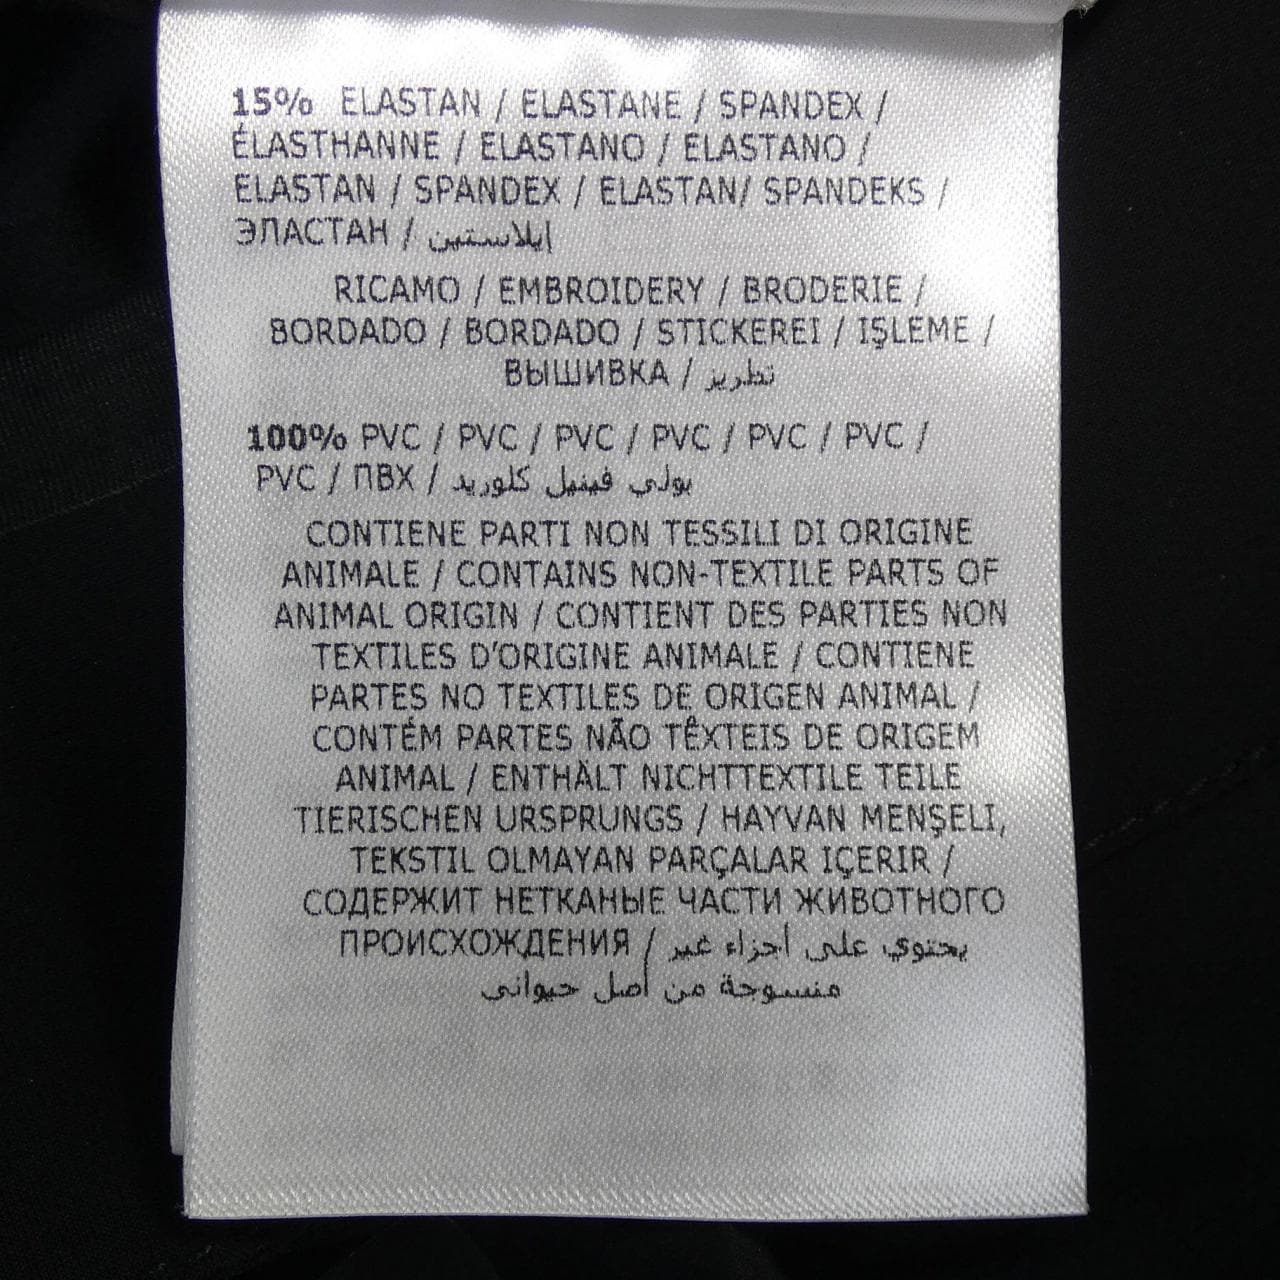 15% ELASTAN / ELASTANE / SPANDEX /
ÉLASTHANNE / ELASTANO / ELASTANO /
ELASTAN / SPANDEX / ELASTAN/ SPANDEKS /
ЭЛАСТАН / إيلاستين
RICAMO / EMBROIDERY / BRODERIE /
BORDADO / BORDADO / STICKEREI / IŞLEME /
ВЫШИВКА / تطريز
100% PVC / PVC / PVC / PVC / PVC / PVC /
PVC / ПВХ / بولي فينيل كلوريد
CONTIENE PARTI NON TESSILI DI ORIGINE
ANIMALE / CONTAINS NON-TEXTILE PARTS OF
ANIMAL ORIGIN / CONTIENT DES PARTIES NON
TEXTILES D'ORIGINE ANIMALE / CONTIENE
PARTES NO TEXTILES DE ORIGEN ANIMAL /
CONTÉM PARTES NÃO TÊXTEIS DE ORIGEM
ANIMAL / ENTHÄLT NICHTTEXTILE TEILE
TIERISCHEN URSPRUNGS / HAYVAN MENŞELI,
TEKSTIL OLMAYAN PARÇALAR IÇERIR /
СОДЕРЖИТ НЕТКАНЫЕ ЧАСТИ ЖИВОТНОГО
ПРОИСХОЖДЕНИЯ / يحتوي على أجزاء غير
منسوجة من أصل حيواني